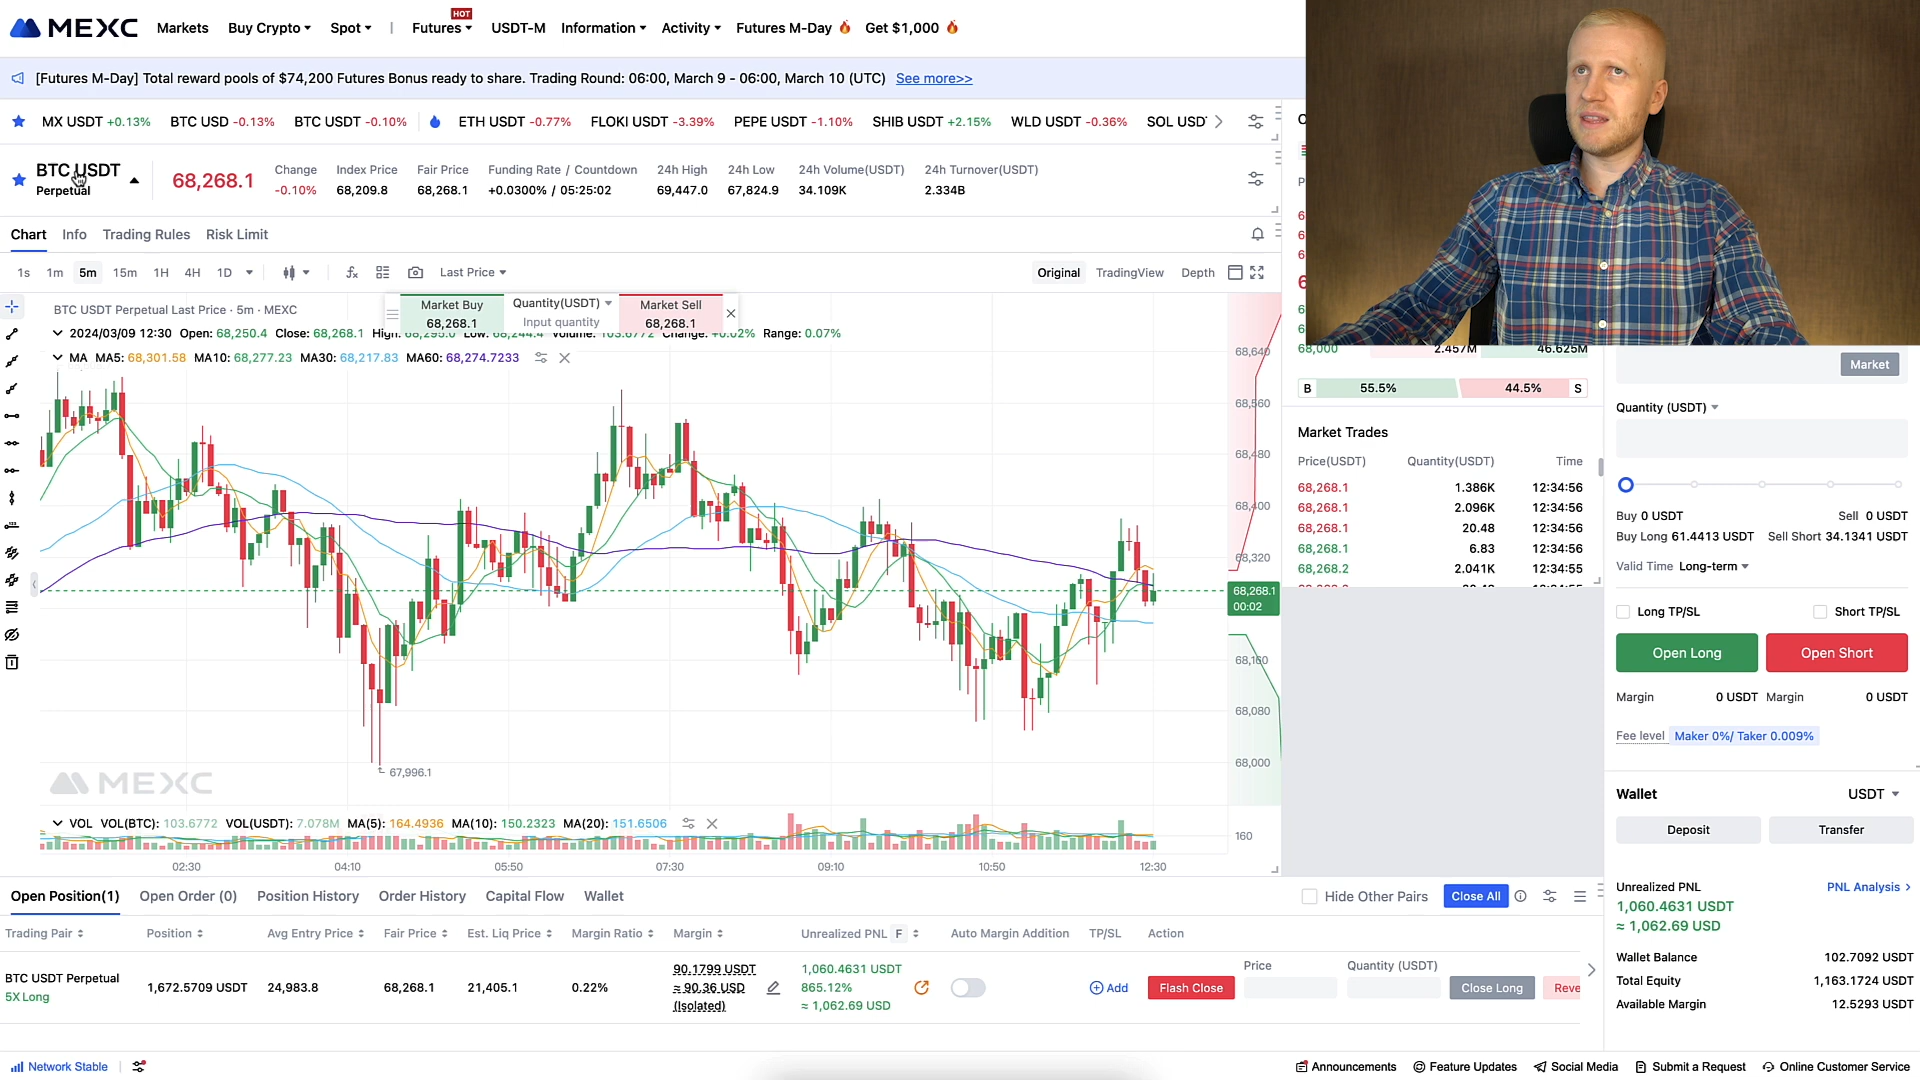 MEXC Markets Buy Crypto Spot | Futures HOT USDT-M Information Activity Futures M-Day Get $1,000
[Futures M-Day] Total reward pools of $74,200 Futures Bonus ready to share. Trading Round: 06:00, March 9 - 06:00, March 10 (UTC) See more>>
MX USDT +0.13% BTC USD -0.13% BTC USDT -0.10% ETH USDT -0.77% FLOKI USDT -3.39% PEPE USDT -1.10% SHIB USDT +2.15% WLD USDT -0.36% SOL USDT
BTC USDT
Perpetual
68,268.1
Change Index Price Fair Price Funding Rate / Countdown 24h High 24h Low 24h Volume(USDT) 24h Turnover(USDT)
-0.10% 68,209.8 68,268.1 +0.0300% / 05:25:02 69,447.0 67,824.9 34.109K 2.334B
Chart Info Trading Rules Risk Limit
1s 1m 5m 15m 1H 4H 1D Last Price Original TradingView Depth
BTC USDT Perpetual Last Price · 5m · MEXC
Market Buy Quantity(USDT) Market Sell
68,268.1 Input quantity 68,268.1
2024/03/09 12:30 Open: 68,250.4 Close: 68,268.1 High: 68,295.0 Low: 68,244.4 Volume: 103.6772 Change: +0.02% Range: 0.07%
MA MA5: 68,301.58 MA10: 68,277.23 MA30: 68,217.83 MA60: 68,274.7233
68,640
68,560
68,480
68,400
68,320
68,268.1
00:02
68,160
68,080
68,000
67,996.1
MEXC
VOL VOL(BTC): 103.6772 VOL(USDT): 7.078M MA(5): 164.4936 MA(10): 150.2323 MA(20): 151.6506
160
02:30 04:10 05:50 07:30 09:10 10:50 12:30
68,000 2.457M 46.625M
B 55.5% 44.5% S
Market Trades
Price(USDT) Quantity(USDT) Time
68,268.1 1.386K 12:34:56
68,268.1 2.096K 12:34:56
68,268.1 20.48 12:34:56
68,268.1 6.83 12:34:56
68,268.2 2.041K 12:34:55
Market
Quantity (USDT)
Buy 0 USDT Sell 0 USDT
Buy Long 61.4413 USDT Sell Short 34.1341 USDT
Valid Time Long-term
Long TP/SL Short TP/SL
Open Long Open Short
Margin 0 USDT Margin 0 USDT
Fee level Maker 0%/ Taker 0.009%
Wallet USDT
Deposit Transfer
Unrealized PNL PNL Analysis
1,060.4631 USDT
≈ 1,062.69 USD
Wallet Balance 102.7092 USDT
Total Equity 1,163.1724 USDT
Available Margin 12.5293 USDT
Open Position(1) Open Order (0) Position History Order History Capital Flow Wallet Hide Other Pairs Close All
Trading Pair Position Avg Entry Price Fair Price Est. Liq Price Margin Ratio Margin Unrealized PNL F Auto Margin Addition TP/SL Action
BTC USDT Perpetual
5X Long
1,672.5709 USDT 24,983.8 68,268.1 21,405.1 0.22%
90.1799 USDT
≈ 90.36 USD
(Isolated)
1,060.4631 USDT
865.12%
≈ 1,062.69 USD
Add Flash Close
Price Quantity (USDT)
Close Long Reve
Network Stable Announcements Feature Updates Social Media Submit a Request Online Customer Service